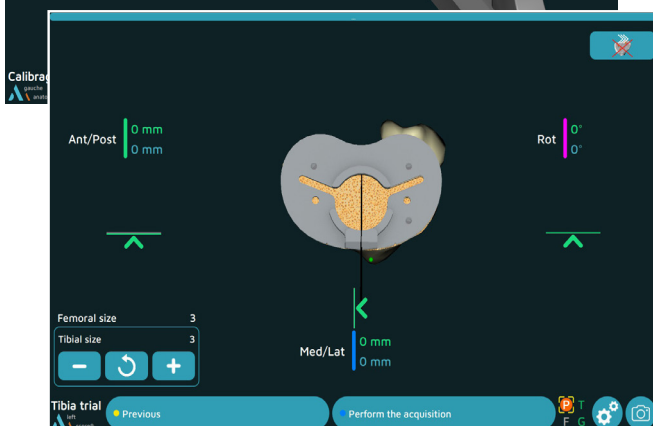 Calibrag
gauche
anato
Ant/Post
0 mm
0 mm
Rot
0°
0°
Femoral size 3
Tibial size 3
Med/Lat
0 mm
0 mm
Tibia trial
left
Previous
Perform the acquisition
P T
F G